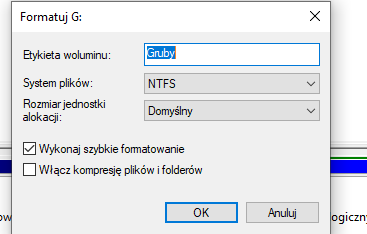 Formatuj G:
Etykieta woluminu:
Gruby
System plików:
NTFS
Rozmiar jednostki
alokacji:
Domyślny
Wykonaj szybkie formatowanie
Włącz kompresję plików i folderów
OK
Anuluj